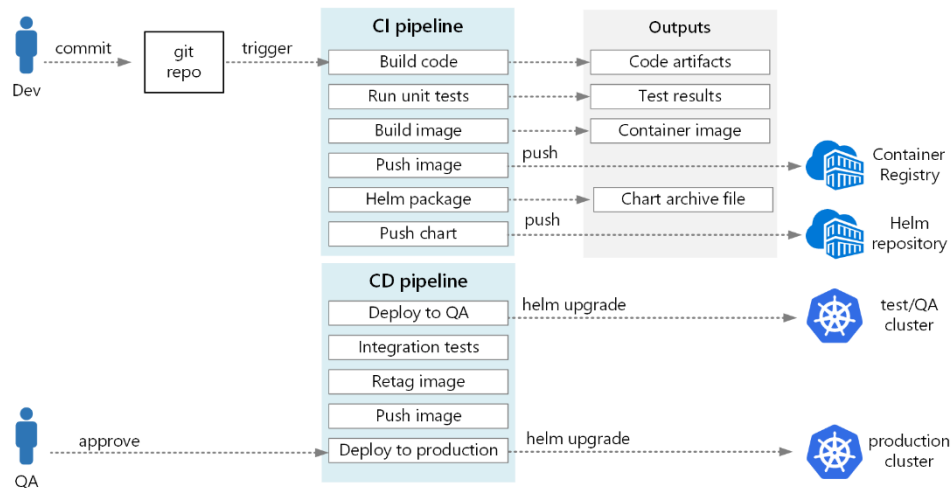 CI pipeline
Outputs
commit
git
repo
trigger
Build code
Code artifacts
Dev
Run unit tests
Test results
Build image
Container image
Push image
push
Container
Registry
Helm package
Chart archive file
Push chart
push
Helm
repository
CD pipeline
Deploy to QA
helm upgrade
test/QA
cluster
Integration tests
Retag image
Push image
approve
Deploy to production
helm upgrade
production
cluster
QA